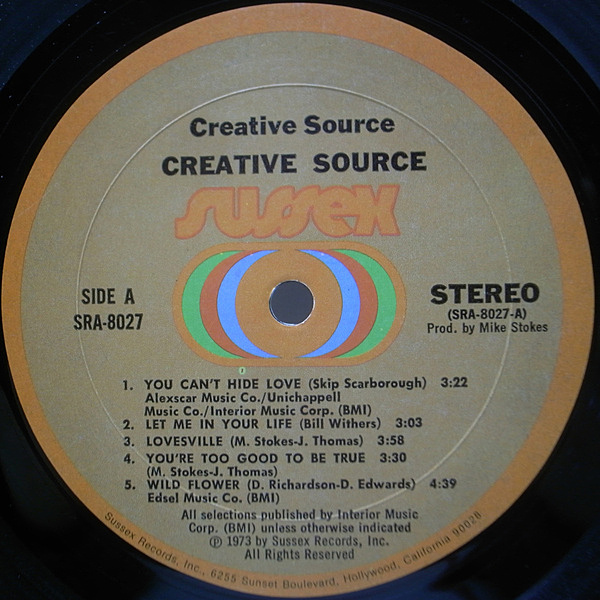 Creative Source
CREATIVE SOURCE
sussex
SIDE A
SRA-8027
STEREO
(SRA-8027-A)
Prod. by Mike Stokes
1. YOU CAN'T HIDE LOVE (Skip Scarborough) 3:22
Alexscar Music Co./Unichappell
Music Co./Interior Music Corp. (BMI)
2. LET ME IN YOUR LIFE (Bill Withers) 3:03
3. LOVESVILLE (M. Stokes-J. Thomas) 3:58
4. YOU'RE TOO GOOD TO BE TRUE 3:30
(M. Stokes-J. Thomas)
5. WILD FLOWER (D. Richardson-D. Edwards) 4:39
Edsel Music Co. (BMI)
All selections published by Interior Music
Corp. (BMI) unless otherwise indicated
℗ 1973 by Sussex Records, Inc.
All Rights Reserved
Sussex Records, Inc., 6255 Sunset Boulevard, Hollywood, California 90028